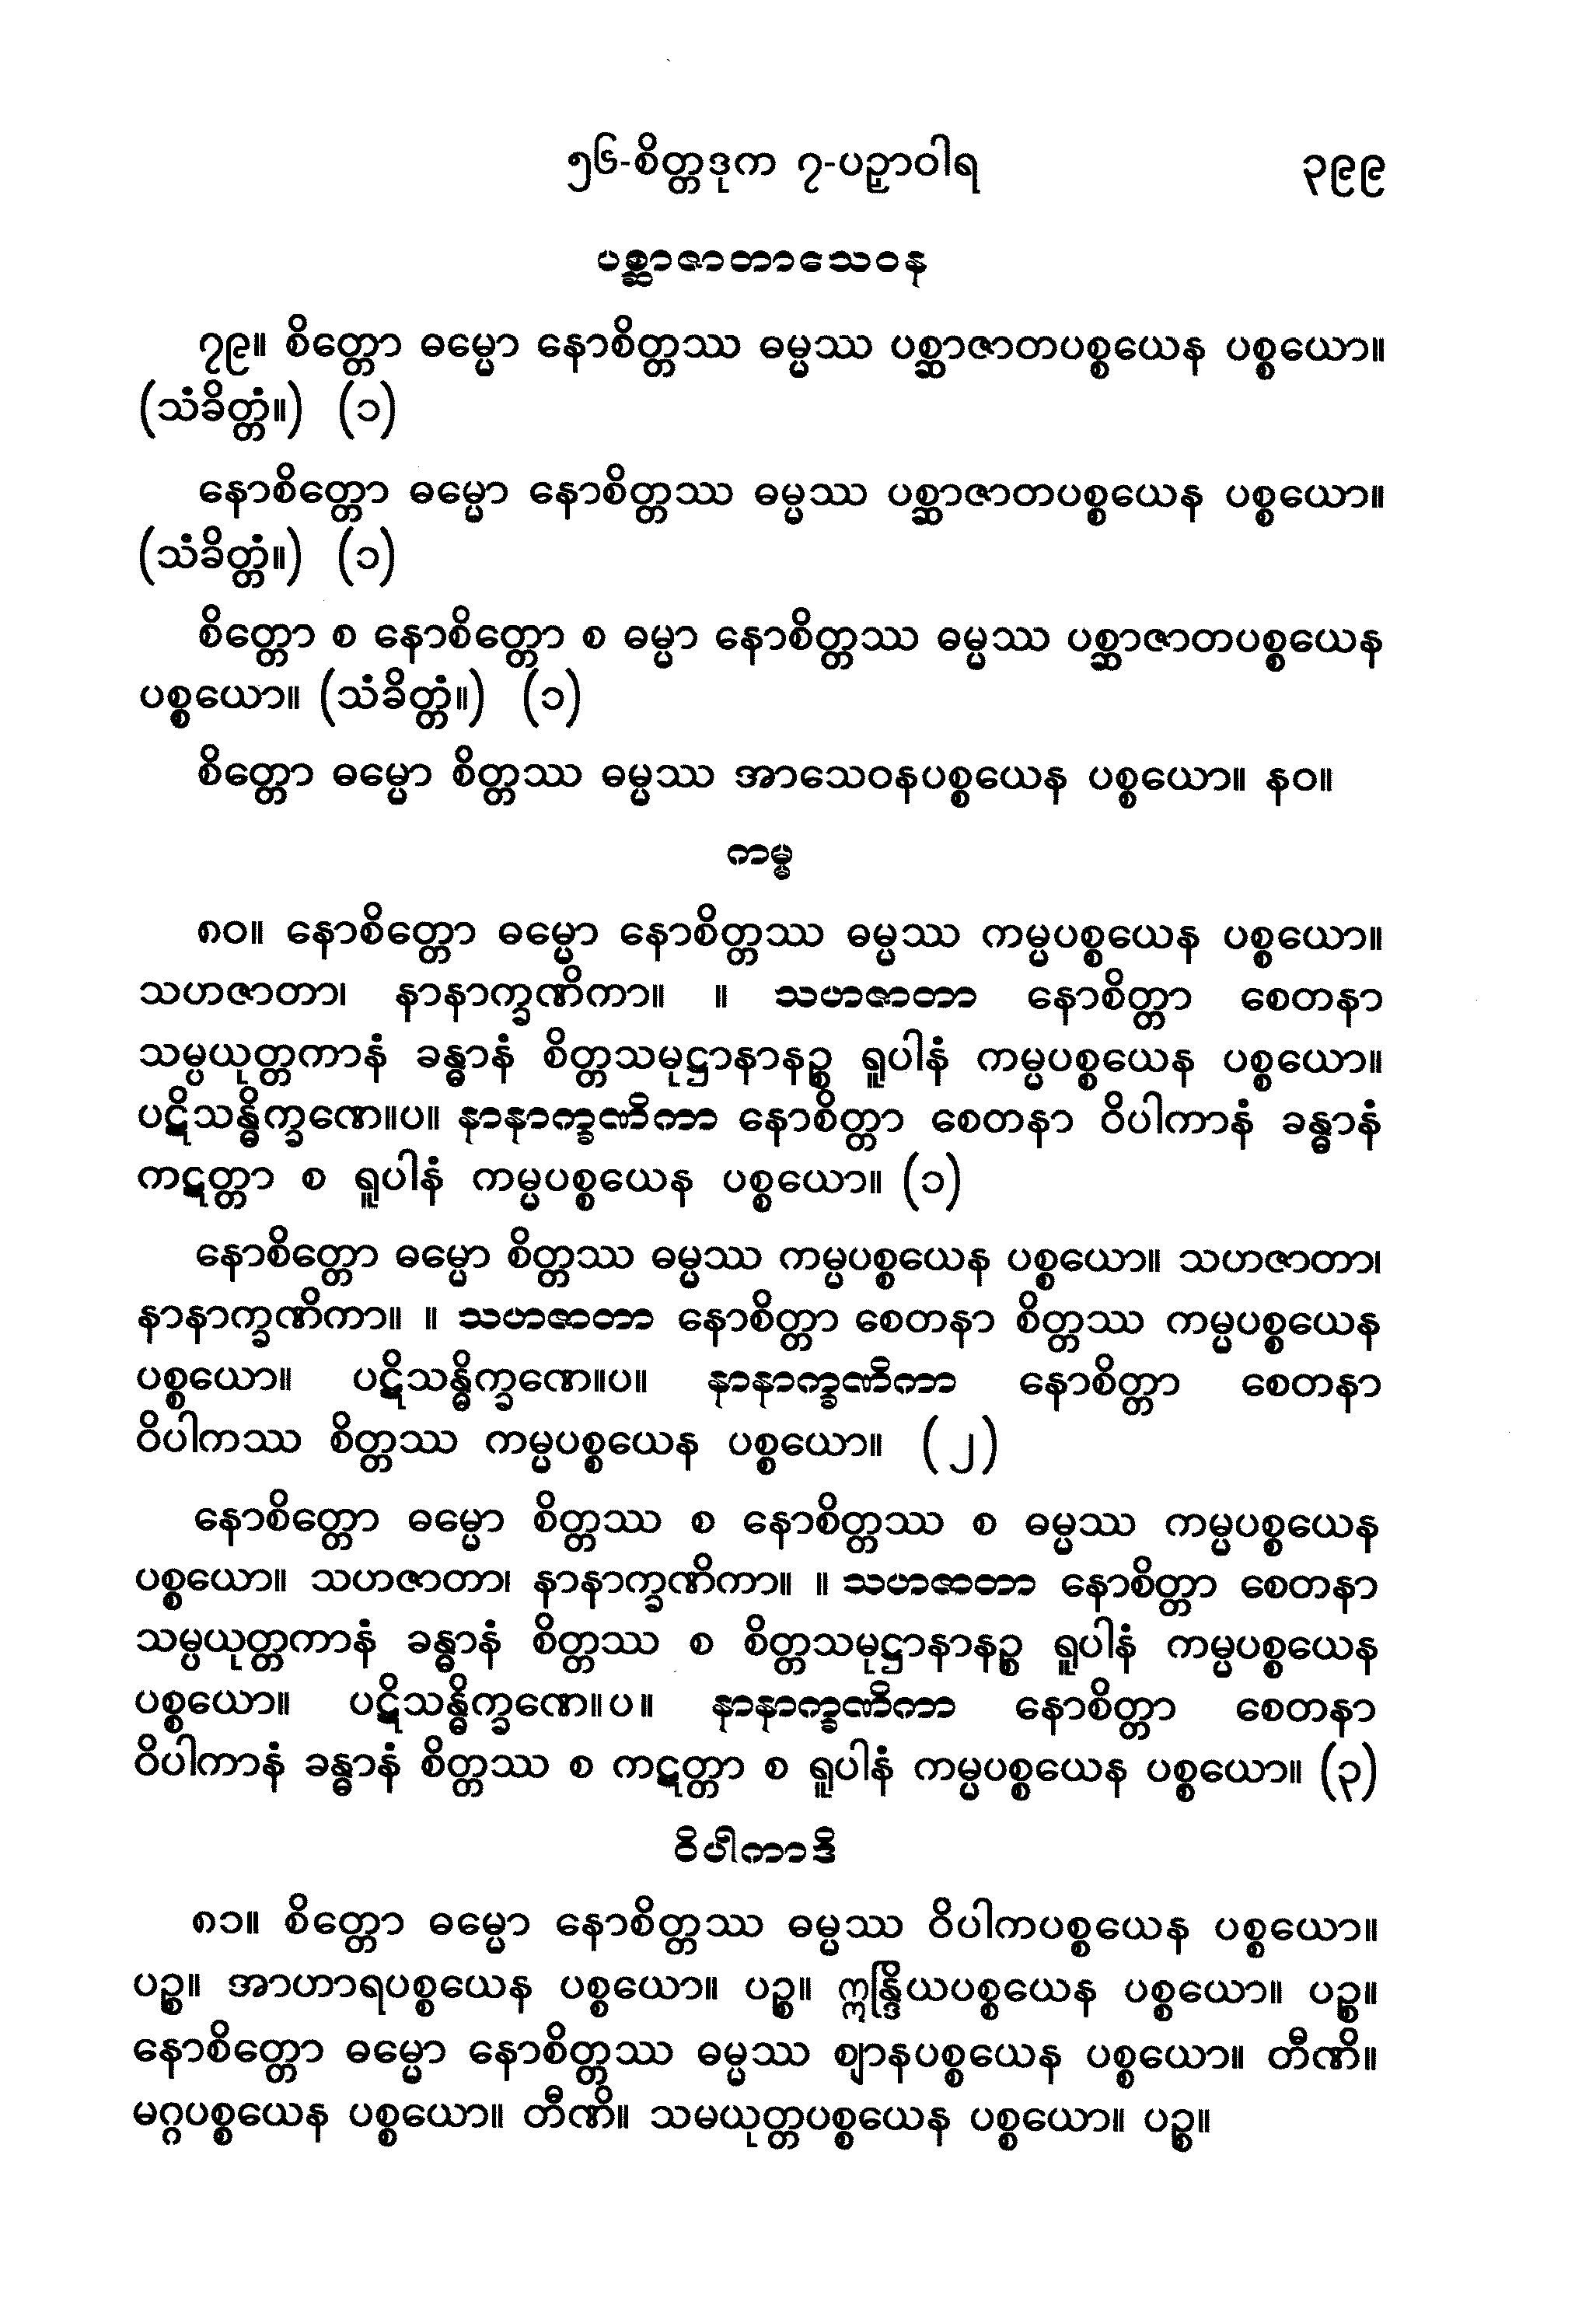 ၅၆-စိတ္တဒုက ၇-ပဉှာဝါရ ၃၉၉
ပစ္ဆာဇာတာသေဝန
၇၉။ စိတ္တော ဓမ္မော နောစိတ္တဿ ဓမ္မဿ ပစ္ဆာဇာတပစ္စယေန ပစ္စယော။
(သံခိတ္တံ။) (၁)
နောစိတ္တော ဓမ္မော နောစိတ္တဿ ဓမ္မဿ ပစ္ဆာဇာတပစ္စယေန ပစ္စယော။
(သံခိတ္တံ။) (၁)
စိတ္တော စ နောစိတ္တော စ ဓမ္မာ နောစိတ္တဿ ဓမ္မဿ ပစ္ဆာဇာတပစ္စယေန
ပစ္စယော။ (သံခိတ္တံ။) (၁)
စိတ္တော ဓမ္မော စိတ္တဿ ဓမ္မဿ အာသေဝနပစ္စယေန ပစ္စယော။ နဝ။
ကမ္မ
၈၀။ နောစိတ္တော ဓမ္မော နောစိတ္တဿ ဓမ္မဿ ကမ္မပစ္စယေန ပစ္စယော။
သဟဇာတာ၊ နာနာက္ခဏိကာ။ ။ သဟဇာတာ နောစိတ္တာ စေတနာ
သမ္ပယုတ္တကာနံ ခန္ဓာနံ စိတ္တသမုဋ္ဌာနာနဉ္စ ရူပါနံ ကမ္မပစ္စယေန ပစ္စယော။
ပဋိသန္ဓိက္ခဏေ။ပ။ နာနာက္ခဏိကာ နောစိတ္တာ စေတနာ ဝိပါကာနံ ခန္ဓာနံ
ကဋတ္တာ စ ရူပါနံ ကမ္မပစ္စယေန ပစ္စယော။ (၁)
နောစိတ္တော ဓမ္မော စိတ္တဿ ဓမ္မဿ ကမ္မပစ္စယေန ပစ္စယော။ သဟဇာတာ၊
နာနာက္ခဏိကာ။ ။ သဟဇာတာ နောစိတ္တာ စေတနာ စိတ္တဿ ကမ္မပစ္စယေန
ပစ္စယော။ ပဋိသန္ဓိက္ခဏေ။ပ။ နာနာက္ခဏိကာ နောစိတ္တာ စေတနာ
ဝိပါကဿ စိတ္တဿ ကမ္မပစ္စယေန ပစ္စယော။ (၂)
နောစိတ္တော ဓမ္မော စိတ္တဿ စ နောစိတ္တဿ စ ဓမ္မဿ ကမ္မပစ္စယေန
ပစ္စယော။ သဟဇာတာ၊ နာနာက္ခဏိကာ။ ။ သဟဇာတာ နောစိတ္တာ စေတနာ
သမ္ပယုတ္တကာနံ ခန္ဓာနံ စိတ္တဿ စ စိတ္တသမုဋ္ဌာနာနဉ္စ ရူပါနံ ကမ္မပစ္စယေန
ပစ္စယော။ ပဋိသန္ဓိက္ခဏေ။ပ။ နာနာက္ခဏိကာ နောစိတ္တာ စေတနာ
ဝိပါကာနံ ခန္ဓာနံ စိတ္တဿ စ ကဋတ္တာ စ ရူပါနံ ကမ္မပစ္စယေန ပစ္စယော။ (၃)
ဝိပါကာဒိ
၈၁။ စိတ္တော ဓမ္မော နောစိတ္တဿ ဓမ္မဿ ဝိပါကပစ္စယေန ပစ္စယော။
ပဉ္စ။ အာဟာရပစ္စယေန ပစ္စယော။ ပဉ္စ။ ဣန္ဒြိယပစ္စယေန ပစ္စယော။ ပဉ္စ။
နောစိတ္တော ဓမ္မော နောစိတ္တဿ ဓမ္မဿ ဈာနပစ္စယေန ပစ္စယော။ တီဏိ။
မဂ္ဂပစ္စယေန ပစ္စယော။ တီဏိ။ သမယုတ္တပစ္စယေန ပစ္စယော။ ပဉ္စ။